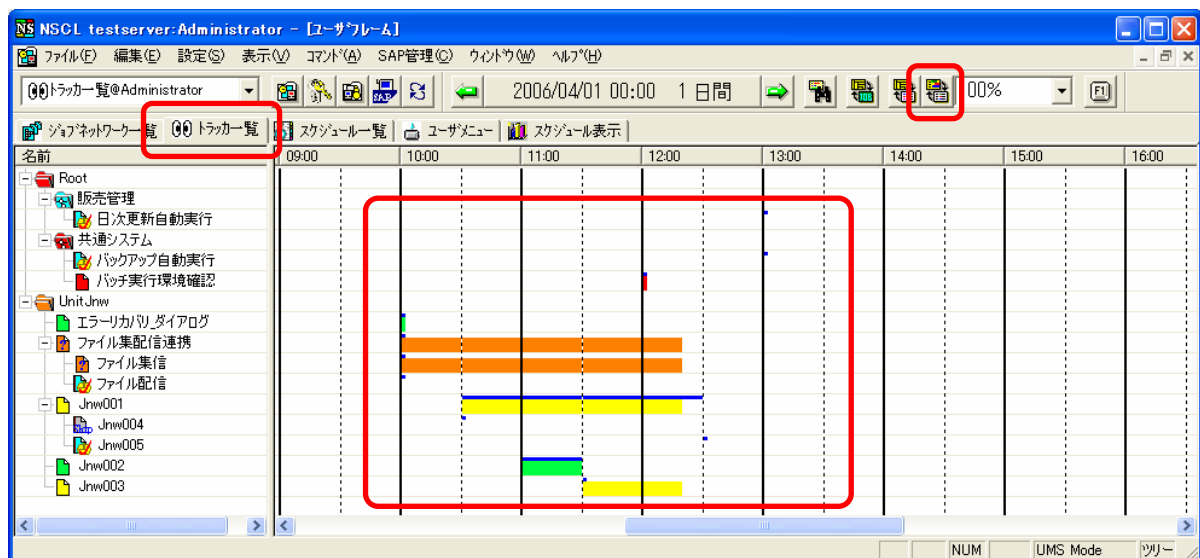 NSCL testserver:Administrator - [ユーザフレーム]
ファイル(F) 編集(E) 設定(S) 表示(V) コマンド(A) SAP管理(C) ウィンドウ(W) ヘルプ(H)
トラッカ一覧@Administrator 2006/04/01 00:00 1 日間 00% F1
ジョブネットワーク一覧 トラッカー覧 スケジュール一覧 ユーザメニュー スケジュール表示
名前 09:00 10:00 11:00 12:00 13:00 14:00 15:00 16:00
Root
販売管理
日次更新自動実行
共通システム
バックアップ自動実行
バッチ実行環境確認
UnitJnw
エラーリカバリ_ダイアログ
ファイル集配信連携
ファイル集信
ファイル配信
Jnw001
Jnw004
Jnw005
Jnw002
Jnw003
NUM UMS Mode ツリー